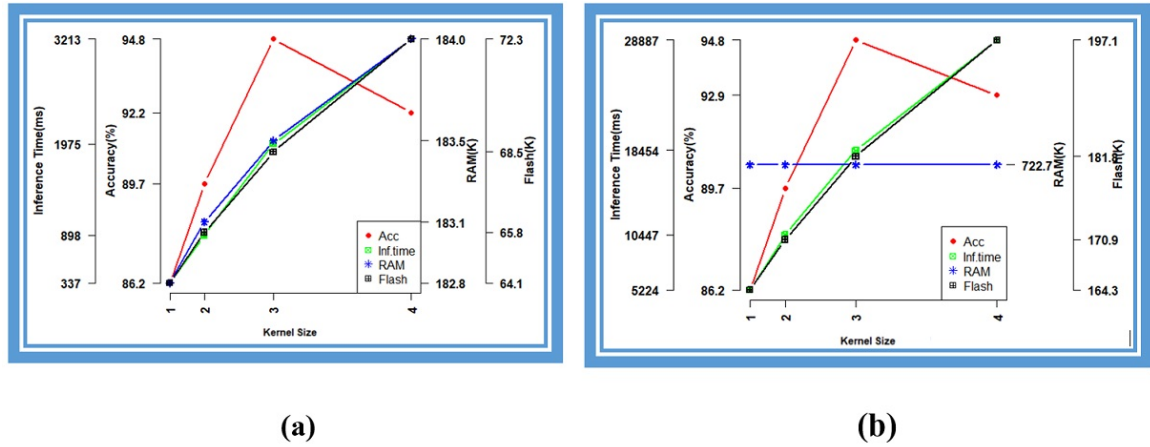 3213
1975
898
337
Inference Time(ms)
94.8
92.2
89.7
86.2
Accuracy(%)
184.0
183.5
183.1
182.8
RAM(K)
72.3
68.5
65.8
64.1
Flash(K)
Acc
Inf.time
RAM
Flash
1
2
3
4
Kernel Size
(a)
28887
18454
10447
5224
Inference Time(ms)
94.8
92.9
89.7
86.2
Accuracy(%)
722.7
RAM(K)
197.1
170.9
164.3
Flash(K)
Acc
Inf.time
RAM
Flash
1
2
3
4
Kernel Size
(b)